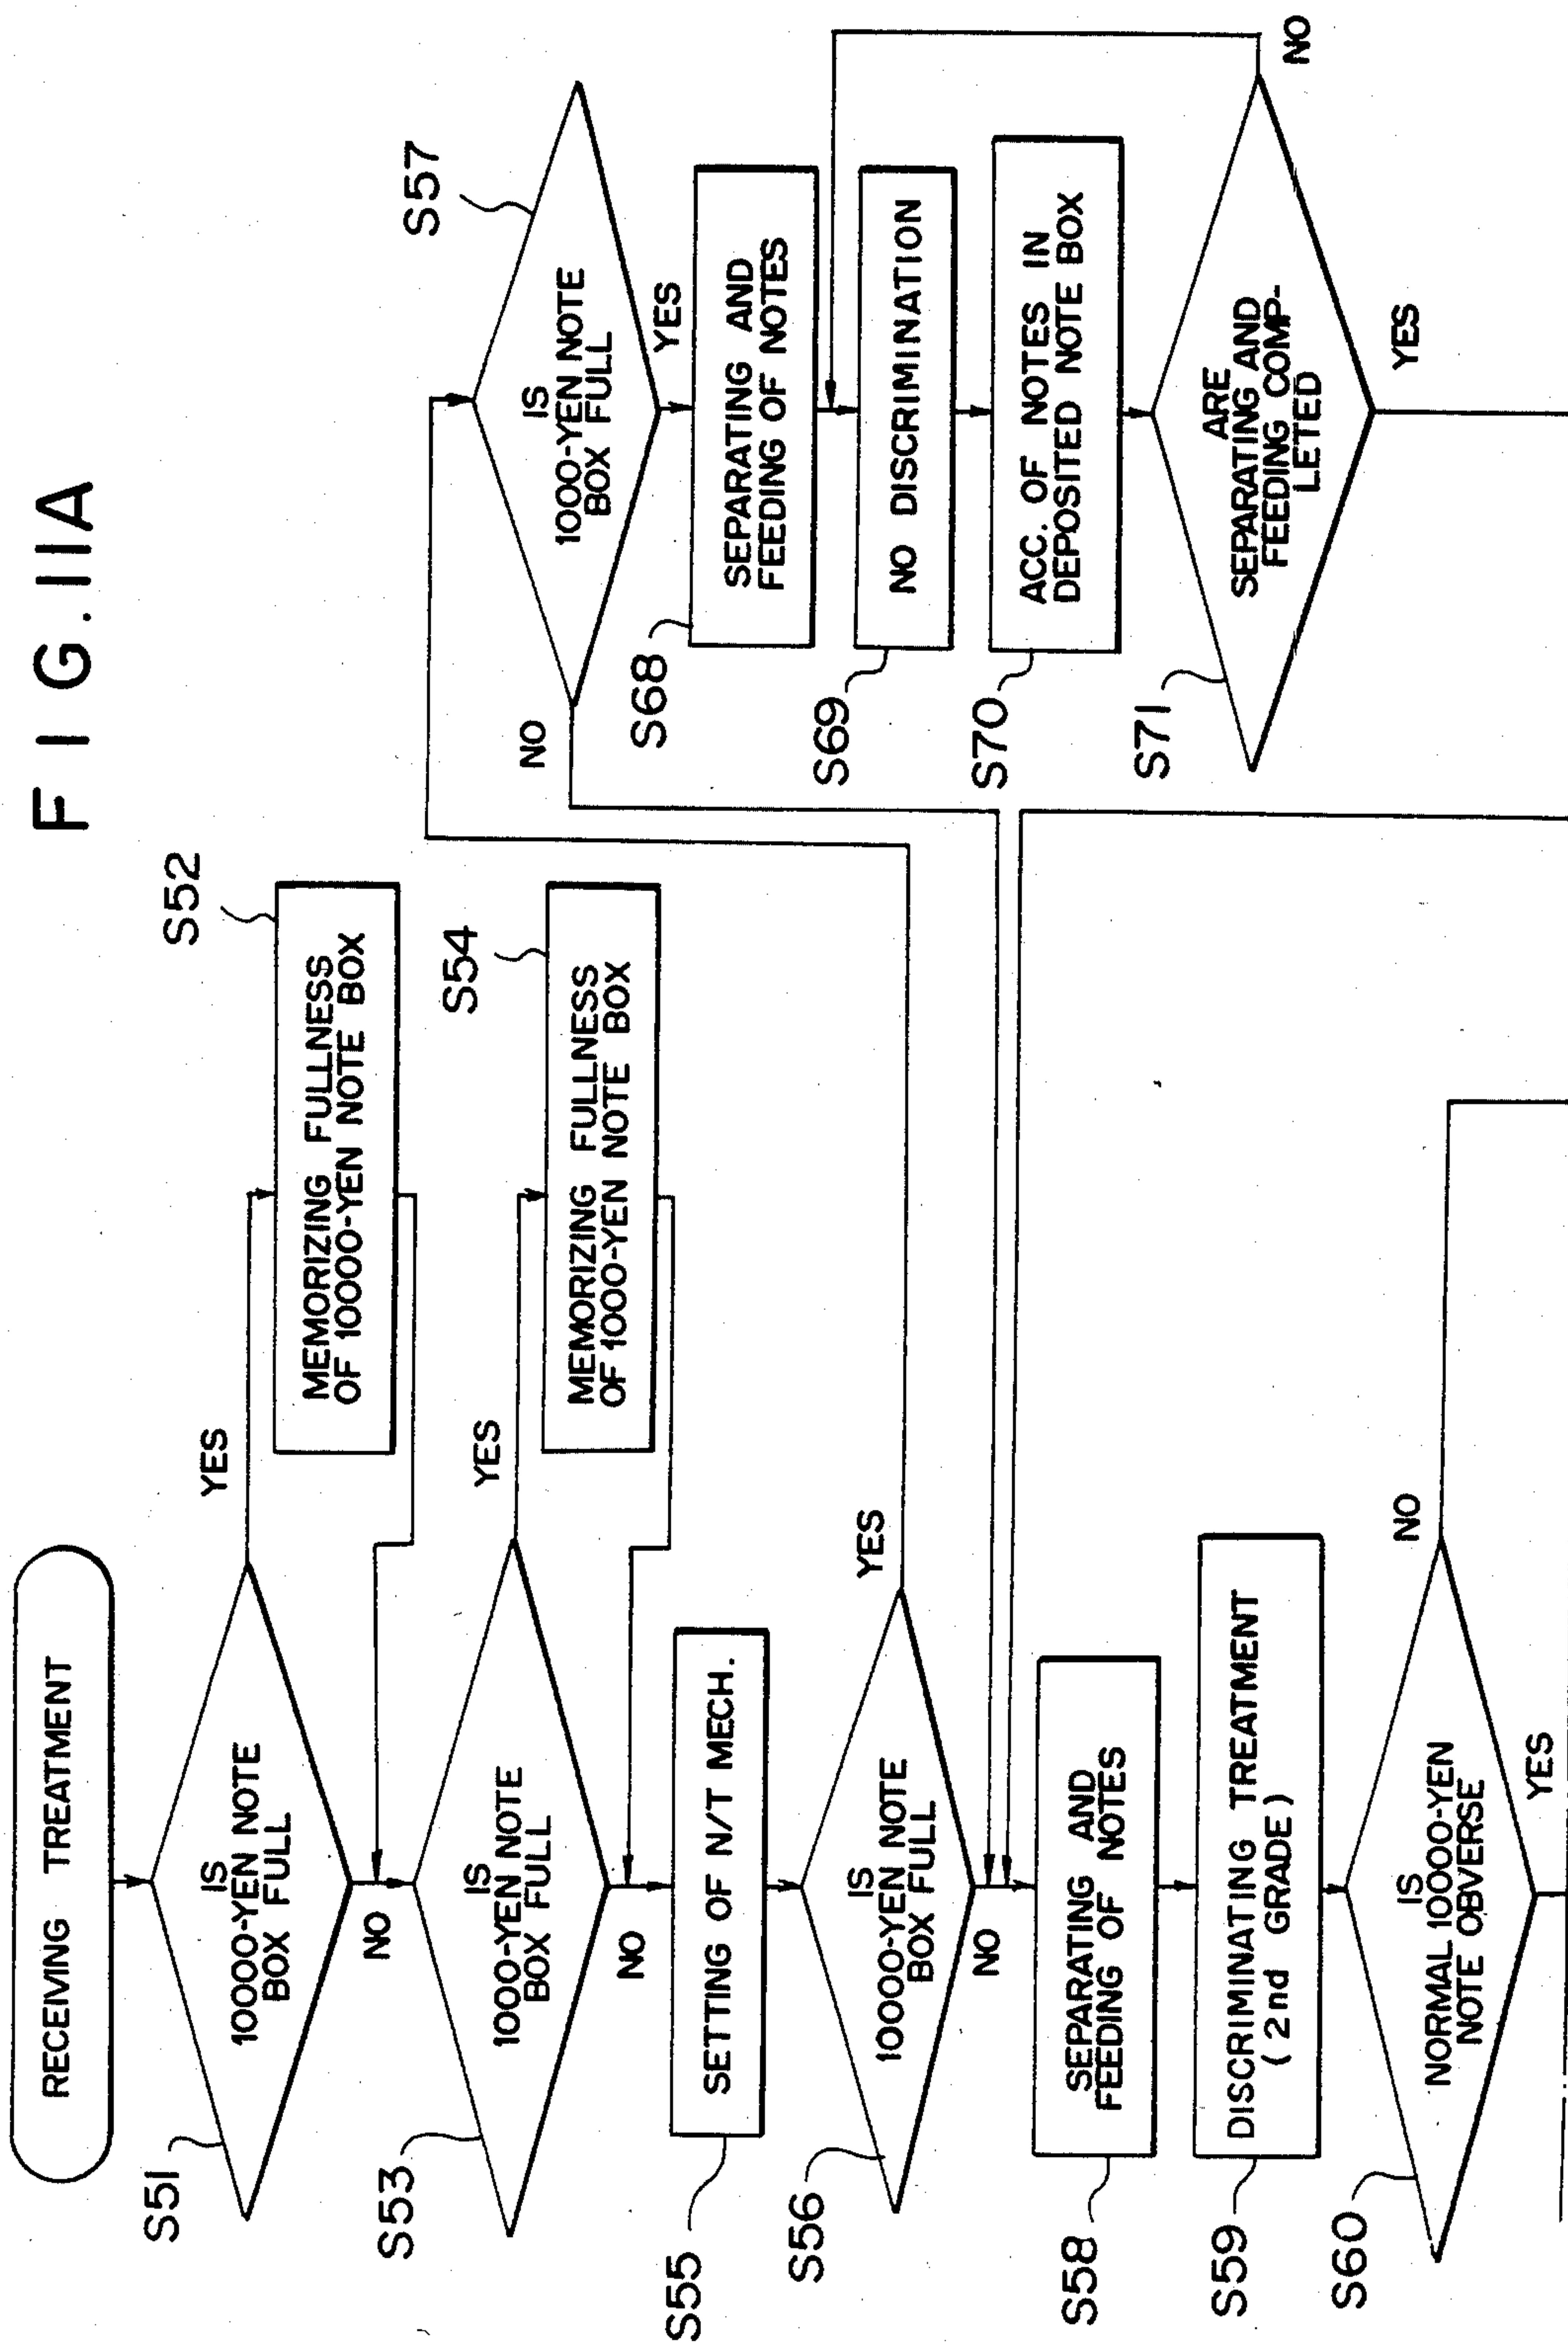 FIG. 11A
RECEIVING TREATMENT
S51
IS
10000-YEN NOTE
BOX FULL
YES
NO
S52
MEMORIZING FULLNESS
OF 10000-YEN NOTE BOX
S53
IS
1000-YEN NOTE
BOX FULL
YES
NO
S54
MEMORIZING FULLNESS
OF 1000-YEN NOTE BOX
S55
SETTING OF N/T MECH.
S56
IS
10000-YEN NOTE
BOX FULL
YES
NO
S58
SEPARATING AND
FEEDING OF NOTES
S59
DISCRIMINATING TREATMENT
(2nd GRADE)
S60
IS
NORMAL 10000-YEN
NOTE OBVERSE
NO
YES
S57
IS
1000-YEN NOTE
BOX FULL
NO
YES
S68
SEPARATING AND
FEEDING OF NOTES
S69
NO DISCRIMINATION
S70
ACC. OF NOTES IN
DEPOSITED NOTE BOX
S71
ARE
SEPARATING AND
FEEDING COMP-
LETED
NO
YES